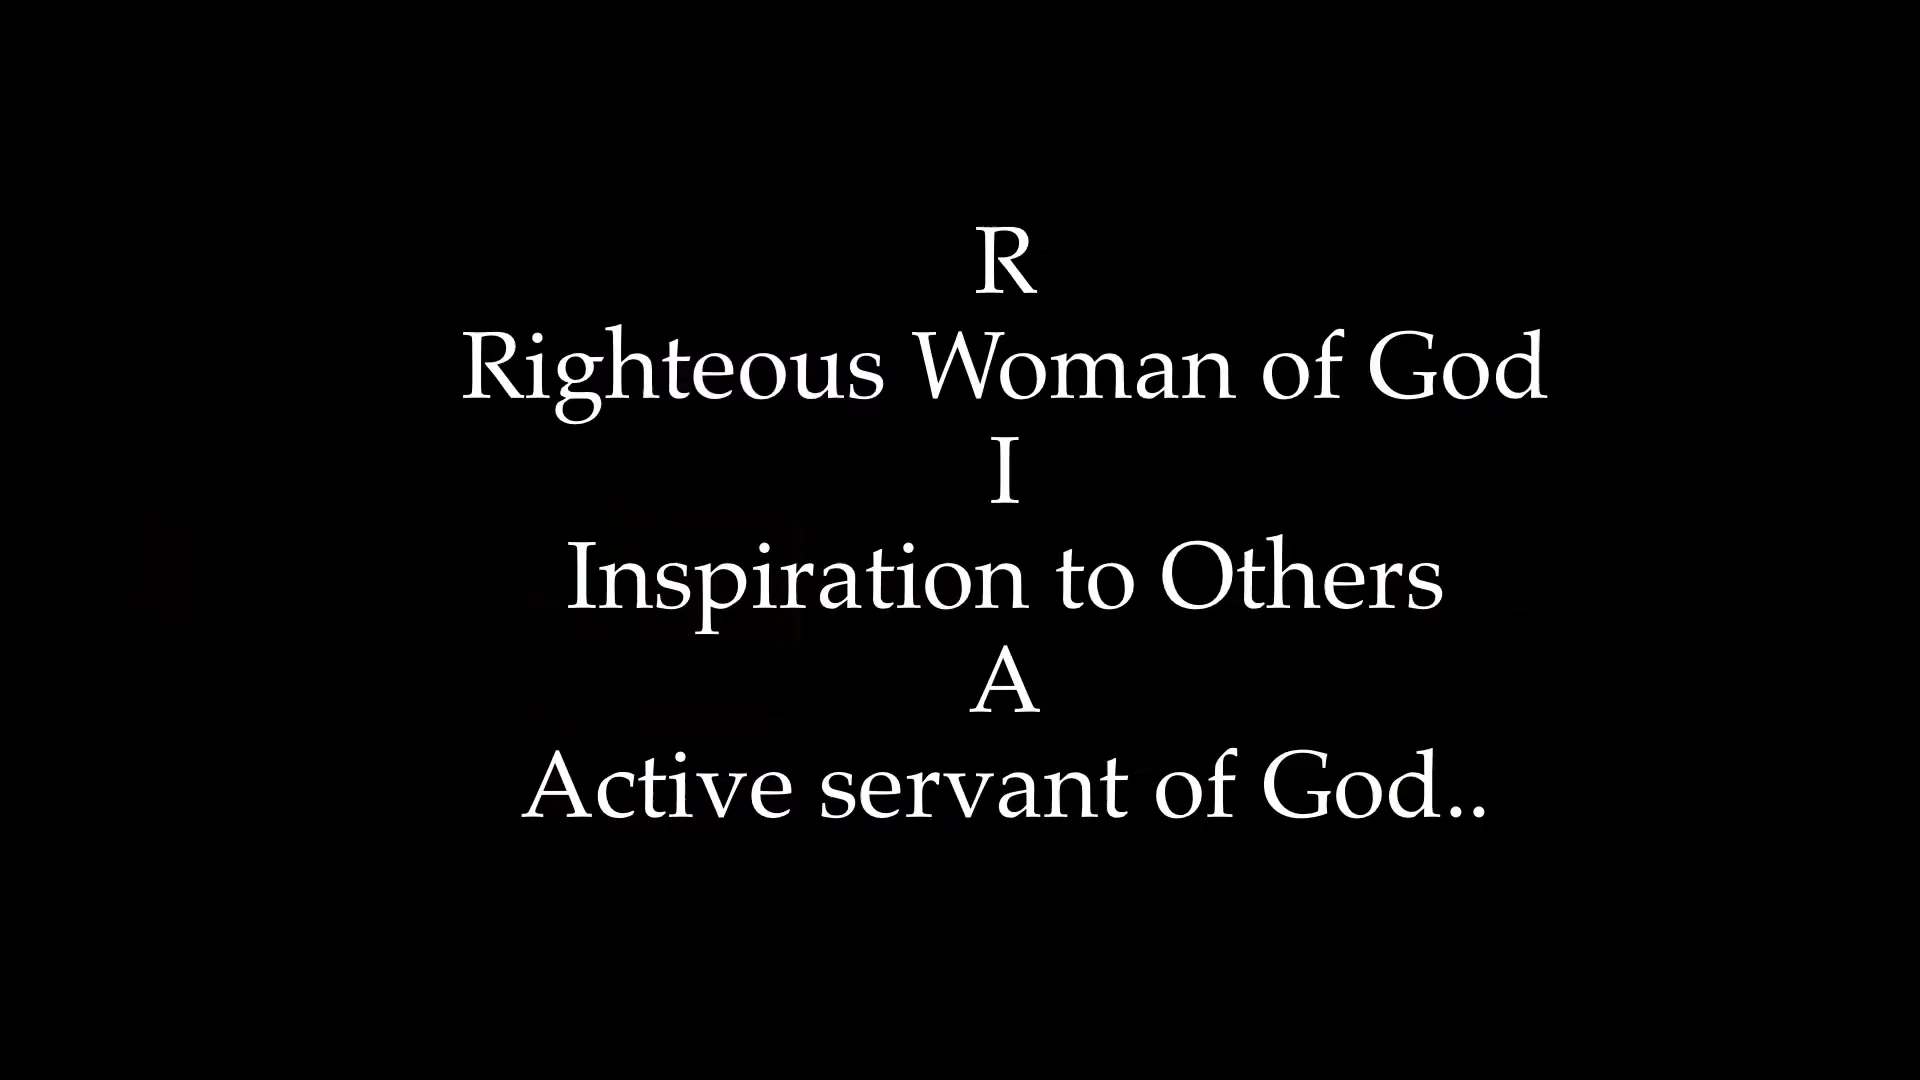 R
Righteous Woman of God
I
Inspiration to Others
A
Active servant of God..